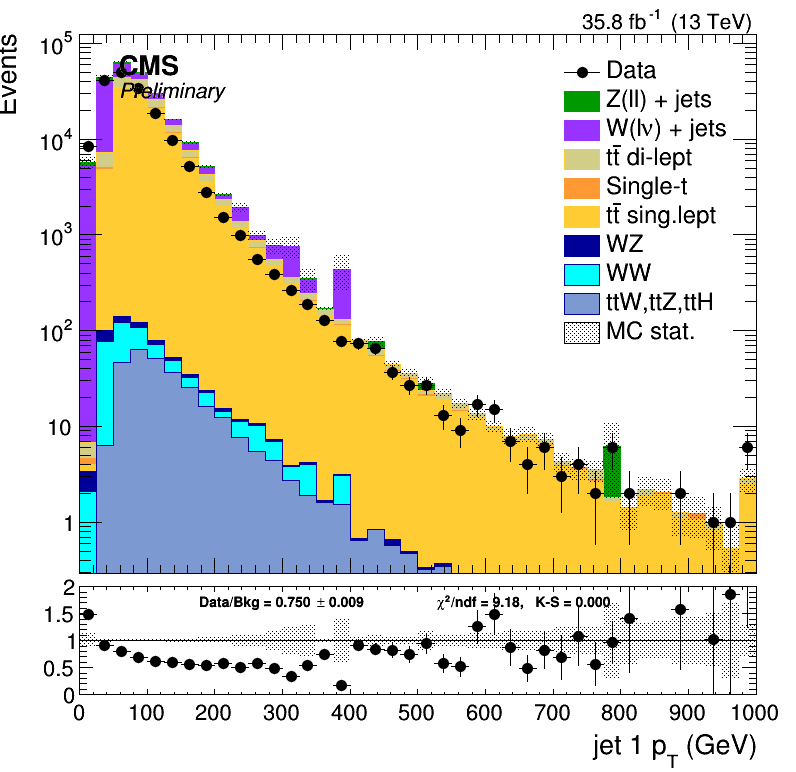 35.8 fb⁻¹ (13 TeV)
Events
CMS
Preliminary
Data
Z(ll) + jets
W(lν) + jets
tt̄ di-lept
Single-t
tt̄ sing.lept
WZ
WW
ttW,ttZ,ttH
MC stat.
10⁵
10⁴
10³
10²
10
1
Data/Bkg = 0.750 ± 0.009
χ²/ndf = 9.18, K-S = 0.000
2
1.5
1
0.5
0
0 100 200 300 400 500 600 700 800 900 1000
jet 1 p_T (GeV)